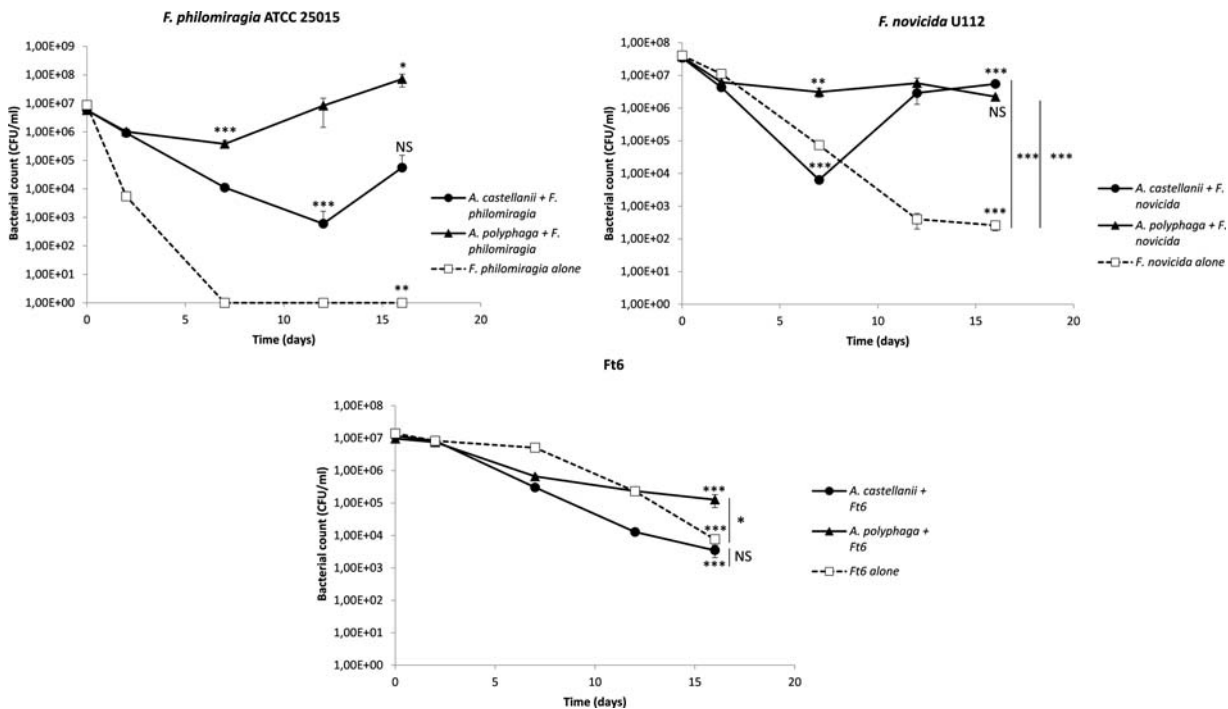 F. philomiragia ATCC 25015
1,00E+09
1,00E+08
1,00E+07
1,00E+06
1,00E+05
1,00E+04
1,00E+03
1,00E+02
1,00E+01
1,00E+00
Bacterial count (CFU/ml)
*
***
NS
***
**
0
5
10
15
20
Time (days)
A. castellanii + F.
philomiragia
A. polyphaga + F.
philomiragia
F. philomiragia alone
F. novicida U112
1,00E+08
1,00E+07
1,00E+06
1,00E+05
1,00E+04
1,00E+03
1,00E+02
1,00E+01
1,00E+00
Bacterial count (CFU/ml)
***
**
NS
***
*** ***
***
0
5
10
15
20
Time (days)
A. castellanii + F.
novicida
A. polyphaga + F.
novicida
F. novicida alone
Ft6
1,00E+08
1,00E+07
1,00E+06
1,00E+05
1,00E+04
1,00E+03
1,00E+02
1,00E+01
1,00E+00
Bacterial count (CFU/ml)
***
*
***
NS
***
0
5
10
15
20
Time (days)
A. castellanii +
Ft6
A. polyphaga +
Ft6
Ft6 alone